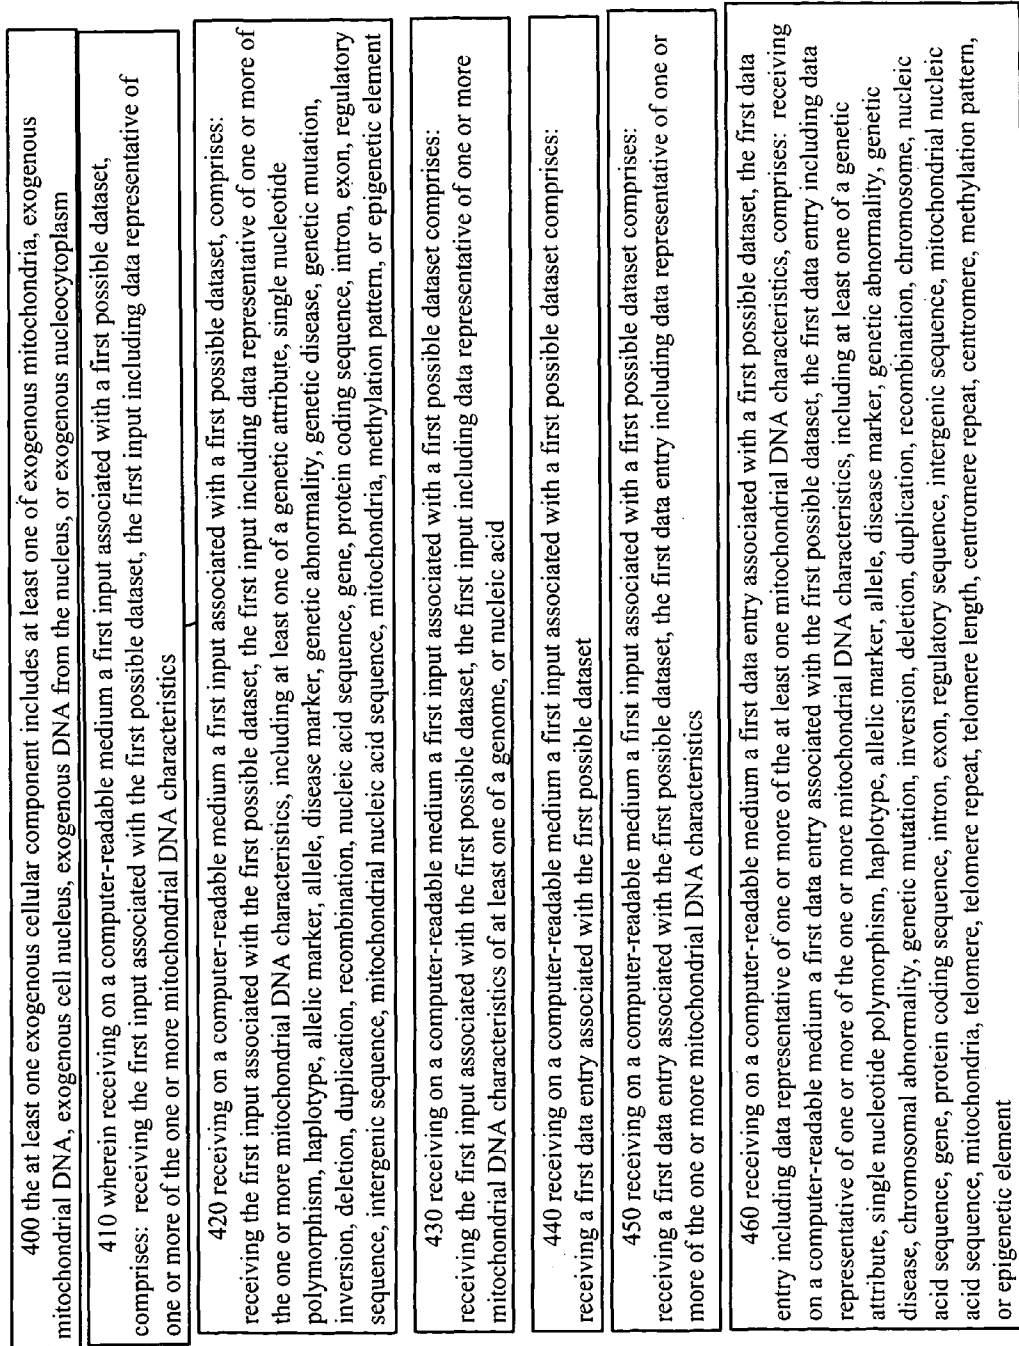 400 the at least one exogenous cellular component includes at least one of exogenous mitochondria, exogenous
mitochondrial DNA, exogenous cell nucleus, exogenous DNA from the nucleus, or exogenous nucleocytoplasm
410 wherein receiving on a computer-readable medium a first input associated with a first possible dataset,
comprises: receiving the first input associated with the first possible dataset, the first input including data representative of
one or more of the one or more mitochondrial DNA characteristics
420 receiving on a computer-readable medium a first input associated with a first possible dataset, comprises:
receiving the first input associated with the first possible dataset, the first input including data representative of one or more of
the one or more mitochondrial DNA characteristics, including at least one of a genetic attribute, single nucleotide
polymorphism, haplotype, allelic marker, allele, disease marker, genetic abnormality, genetic disease, genetic mutation,
inversion, deletion, duplication, recombination, nucleic acid sequence, gene, protein coding sequence, intron, exon, regulatory
sequence, intergenic sequence, mitochondrial nucleic acid sequence, mitochondria, methylation pattern, or epigenetic element
430 receiving on a computer-readable medium a first input associated with a first possible dataset comprises:
receiving the first input associated with the first possible dataset, the first input including data representative of one or more
mitochondrial DNA characteristics of at least one of a genome, or nucleic acid
440 receiving on a computer-readable medium a first input associated with a first possible dataset comprises:
receiving a first data entry associated with the first possible dataset
450 receiving on a computer-readable medium a first input associated with a first possible dataset comprises:
receiving a first data entry associated with the first possible dataset, the first data entry including data representative of one or
more of the one or more mitochondrial DNA characteristics
460 receiving on a computer-readable medium a first data entry associated with a first possible dataset, the first data
entry including data representative of one or more of the at least one mitochondrial DNA characteristics, comprises: receiving
on a computer-readable medium a first data entry associated with the first possible dataset, the first data entry including data
representative of one or more of the one or more mitochondrial DNA characteristics, including at least one of a genetic
attribute, single nucleotide polymorphism, haplotype, allelic marker, allele, disease marker, genetic abnormality, genetic
disease, chromosomal abnormality, genetic mutation, inversion, deletion, duplication, recombination, chromosome, nucleic
acid sequence, gene, protein coding sequence, intron, exon, regulatory sequence, intergenic sequence, mitochondrial nucleic
acid sequence, mitochondria, telomere, telomere repeat, telomere length, centromere repeat, centromere, methylation pattern,
or epigenetic element